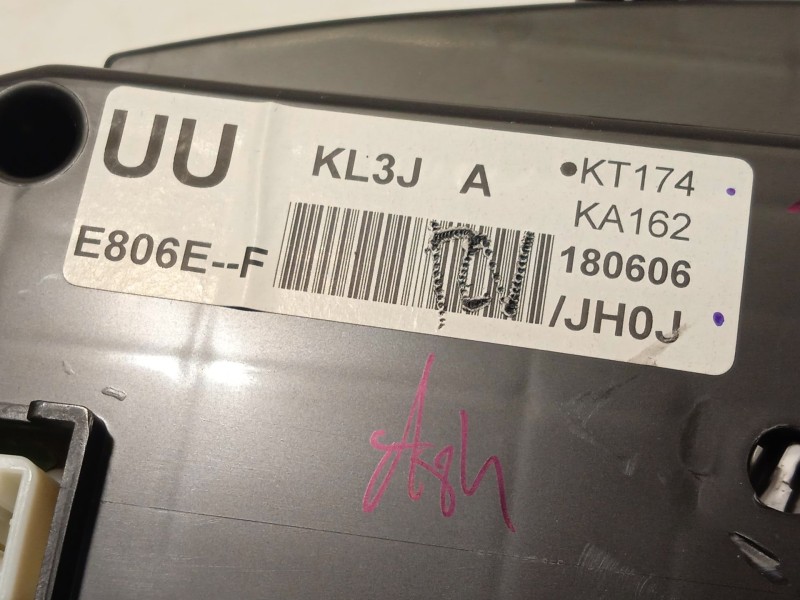 UU
KL3J A
•KT174
KA162
E806E--F
180606
/JH0J